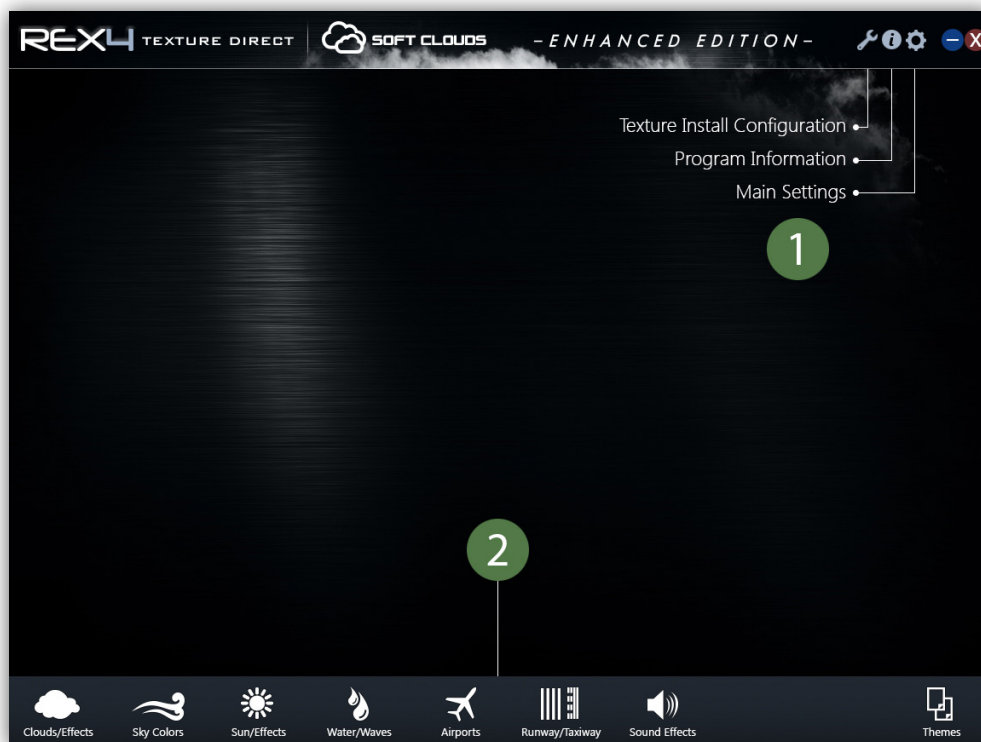 REX4 TEXTURE DIRECT SOFT CLOUDS -ENHANCED EDITION- i X
Texture Install Configuration
Program Information
Main Settings
1
2
Clouds/Effects Sky Colors Sun/Effects Water/Waves Airports Runway/Taxiway Sound Effects Themes